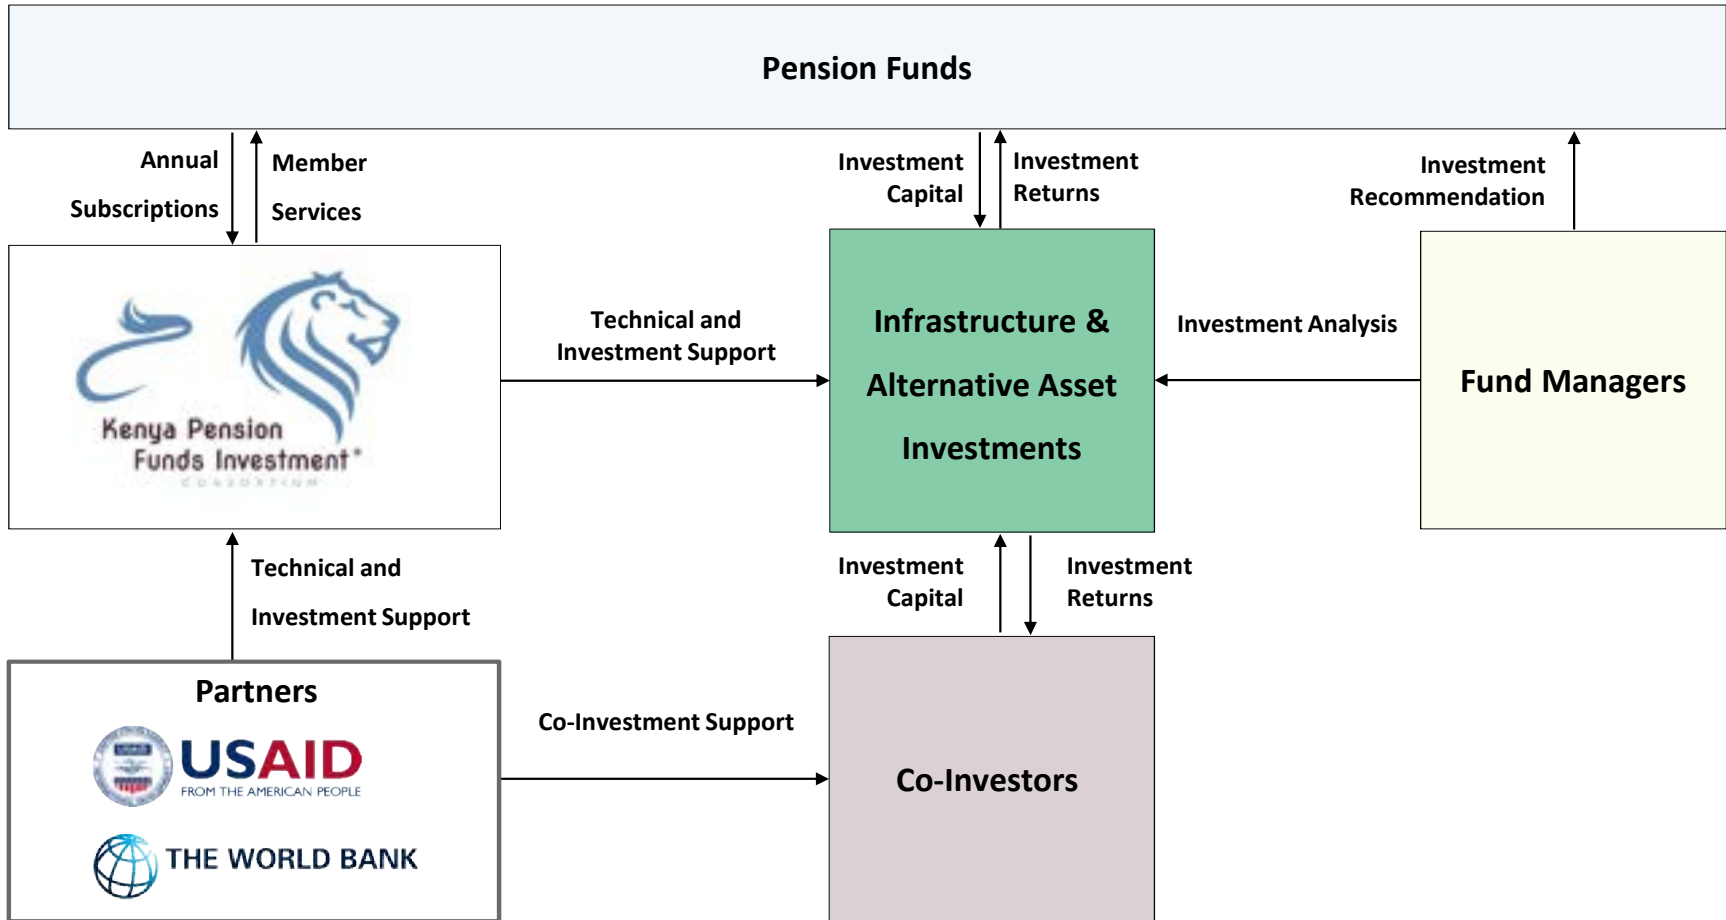 Pension Funds
Annual
Subscriptions
Member
Services
Investment
Capital
Investment
Returns
Investment
Recommendation
Kenya Pension
Funds Investment
CONSORTIUM
Technical and
Investment Support
Infrastructure &
Alternative Asset
Investments
Investment Analysis
Fund Managers
Technical and
Investment Support
Investment
Capital
Investment
Returns
Partners
USAID
FROM THE AMERICAN PEOPLE
THE WORLD BANK
Co-Investment Support
Co-Investors